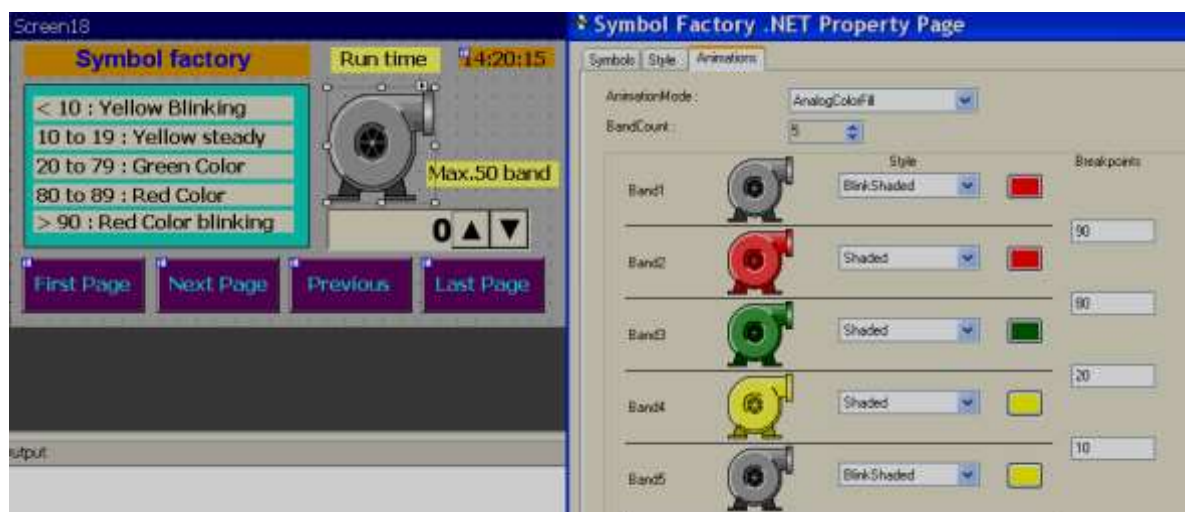 Screen18
Symbol factory
Run time
14:20:15
< 10 : Yellow Blinking
10 to 19 : Yellow steady
20 to 79 : Green Color
80 to 89 : Red Color
> 90 : Red Color blinking
Max.50 band
0
First Page
Next Page
Previous
Last Page
utput
Symbol Factory .NET Property Page
Symbols
Style
Animations
AnimationMode :
AnalogColorFill
BandCount :
5
Style
Breakpoints
Band1
BlinkShaded
90
Band2
Shaded
80
Band3
Shaded
20
Band4
Shaded
10
Band5
BlinkShaded